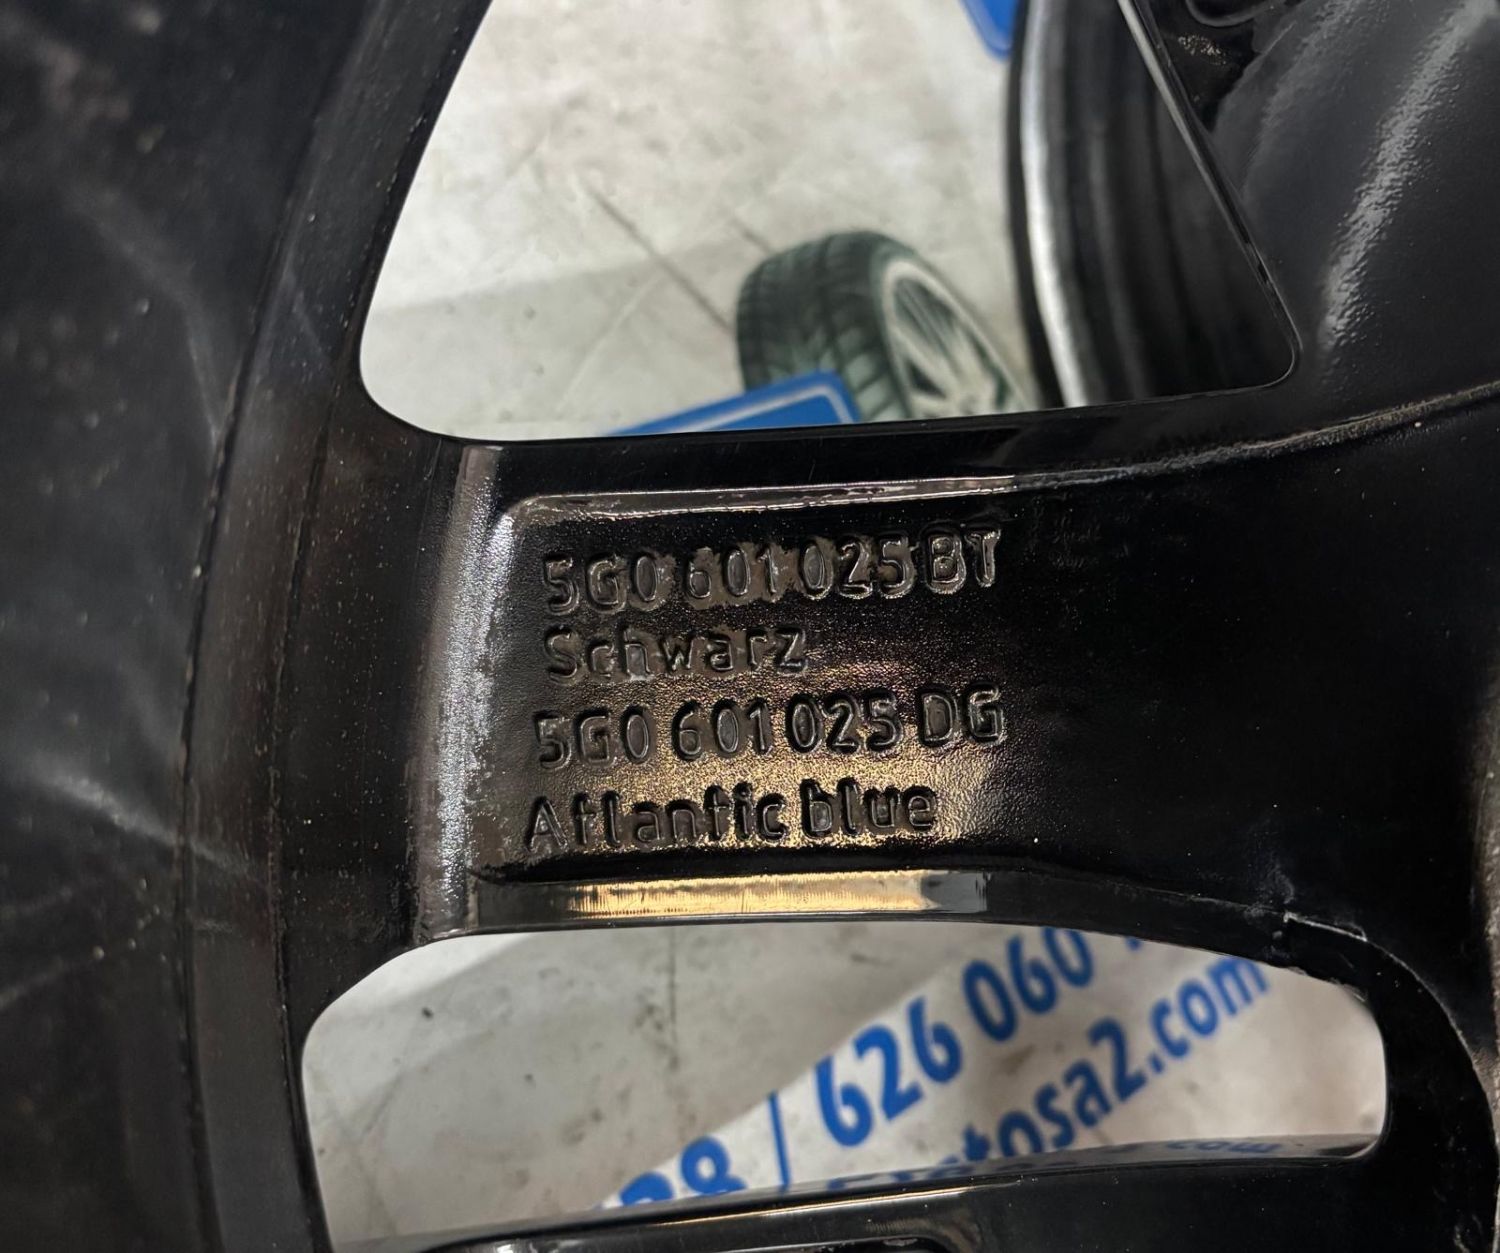 5G0 601 025 BT
Schwarz
5G0 601 025 DG
Atlantic blue
/ 626 060